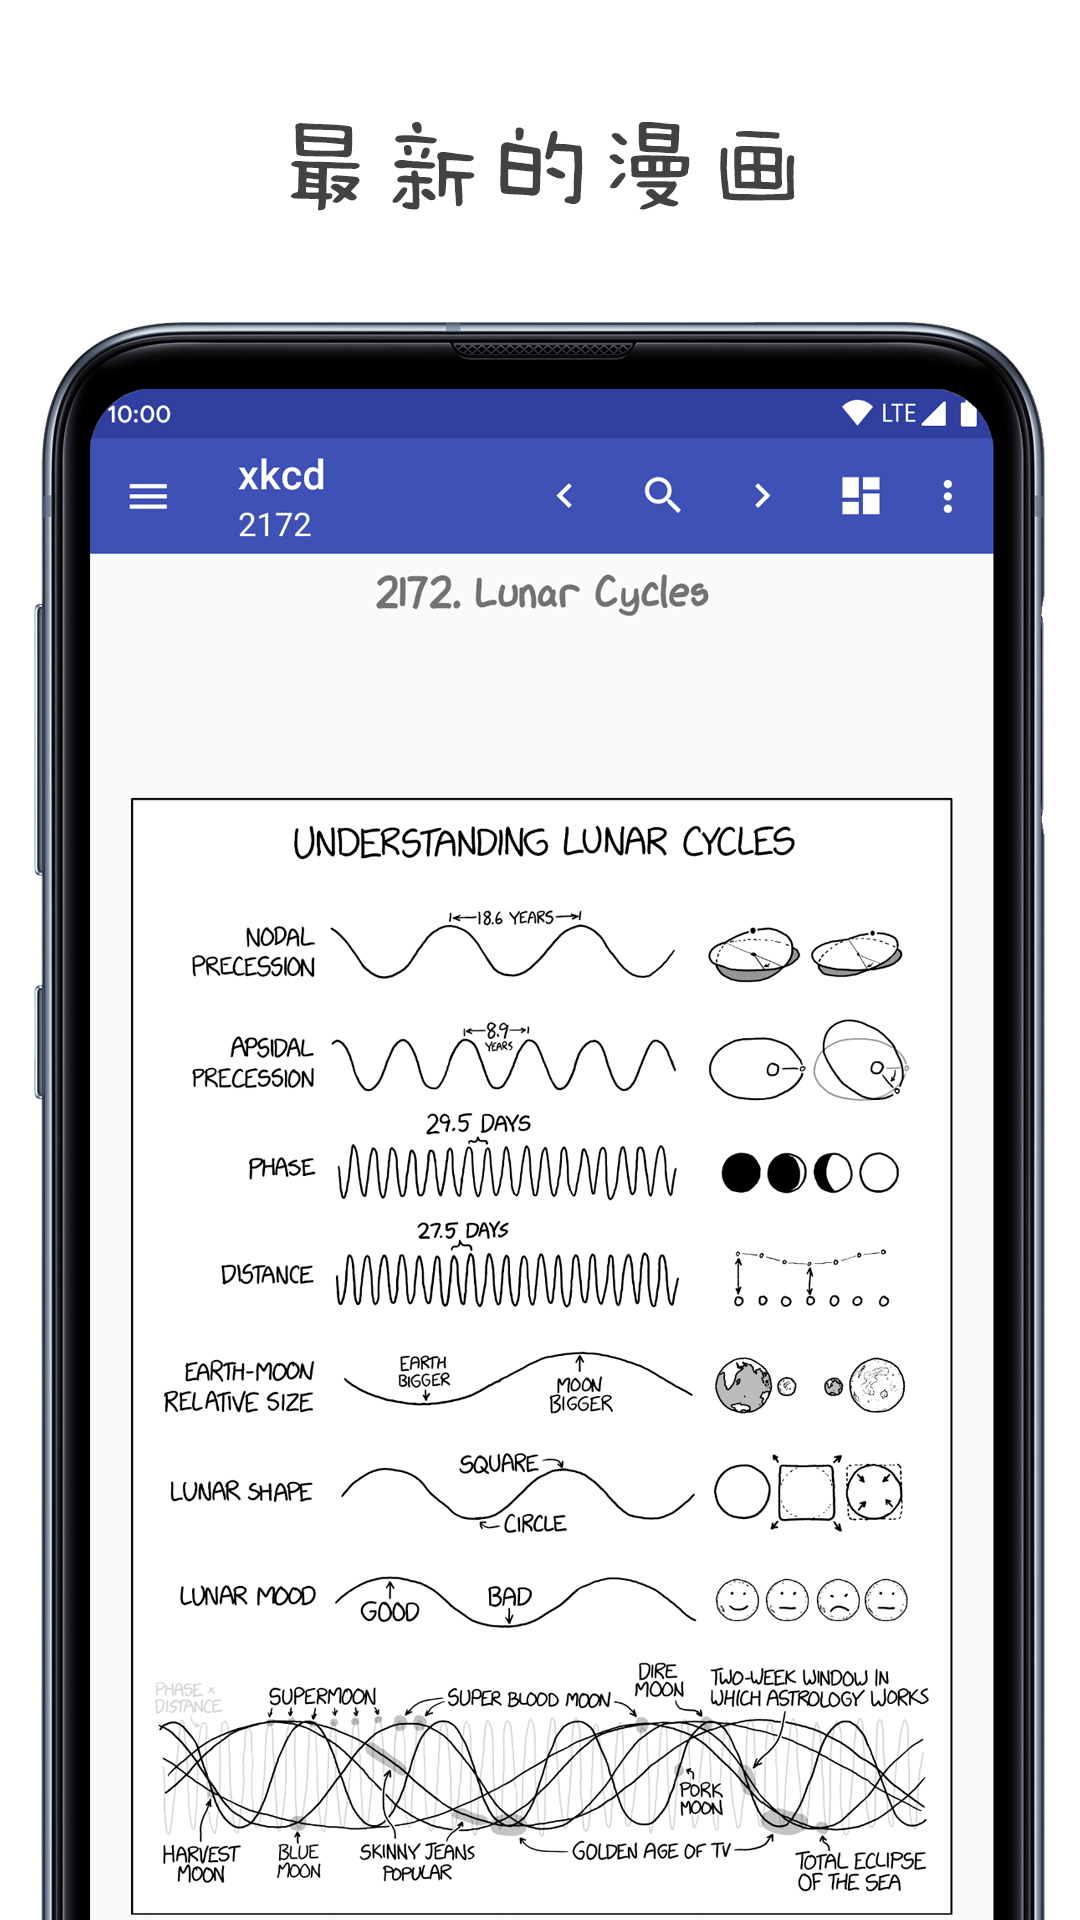 最新的漫画
10:00
LTE
xkcd
2172
2172. Lunar Cycles
UNDERSTANDING LUNAR CYCLES
NODAL
PRECESSION
18.6 YEARS
APSIDAL
PRECESSION
8.9
YEARS
PHASE
29.5 DAYS
DISTANCE
27.5 DAYS
EARTH-MOON
RELATIVE SIZE
EARTH
BIGGER
MOON
BIGGER
LUNAR SHAPE
SQUARE
CIRCLE
LUNAR MOOD
GOOD
BAD
PHASE ×
DISTANCE
SUPERMOON
SUPER BLOOD MOON
DIRE
MOON
TWO-WEEK WINDOW IN
WHICH ASTROLOGY WORKS
PORK
MOON
HARVEST
MOON
BLUE
MOON
SKINNY JEANS
POPULAR
GOLDEN AGE OF TV
TOTAL ECLIPSE
OF THE SEA